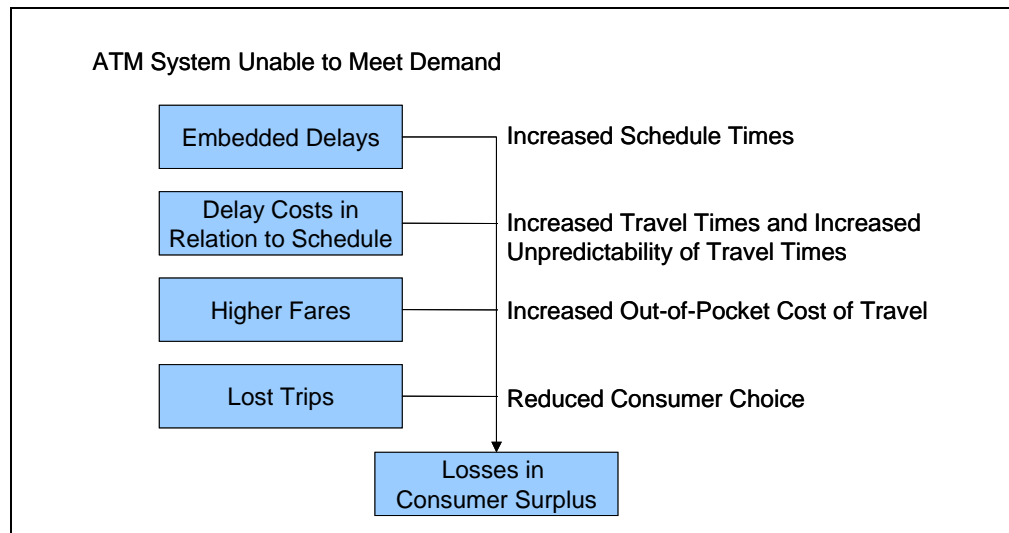 ATM System Unable to Meet Demand
Embedded Delays
Increased Schedule Times
Delay Costs in
Relation to Schedule
Increased Travel Times and Increased
Unpredictability of Travel Times
Higher Fares
Increased Out-of-Pocket Cost of Travel
Lost Trips
Reduced Consumer Choice
Losses in
Consumer Surplus